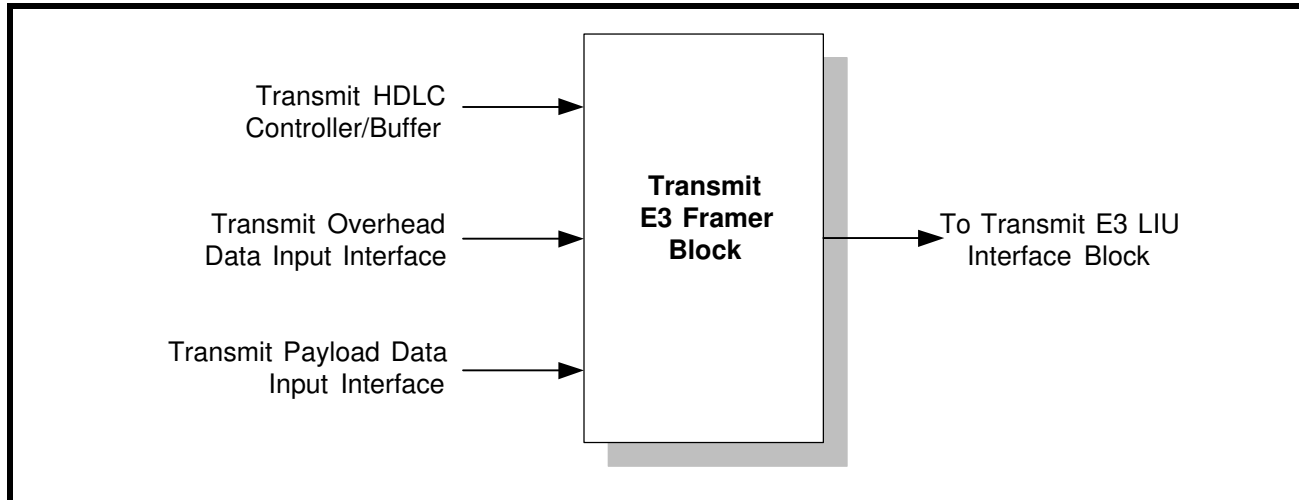 Transmit HDLC
Controller/Buffer
Transmit Overhead
Data Input Interface
Transmit Payload Data
Input Interface
Transmit
E3 Framer
Block
To Transmit E3 LIU
Interface Block